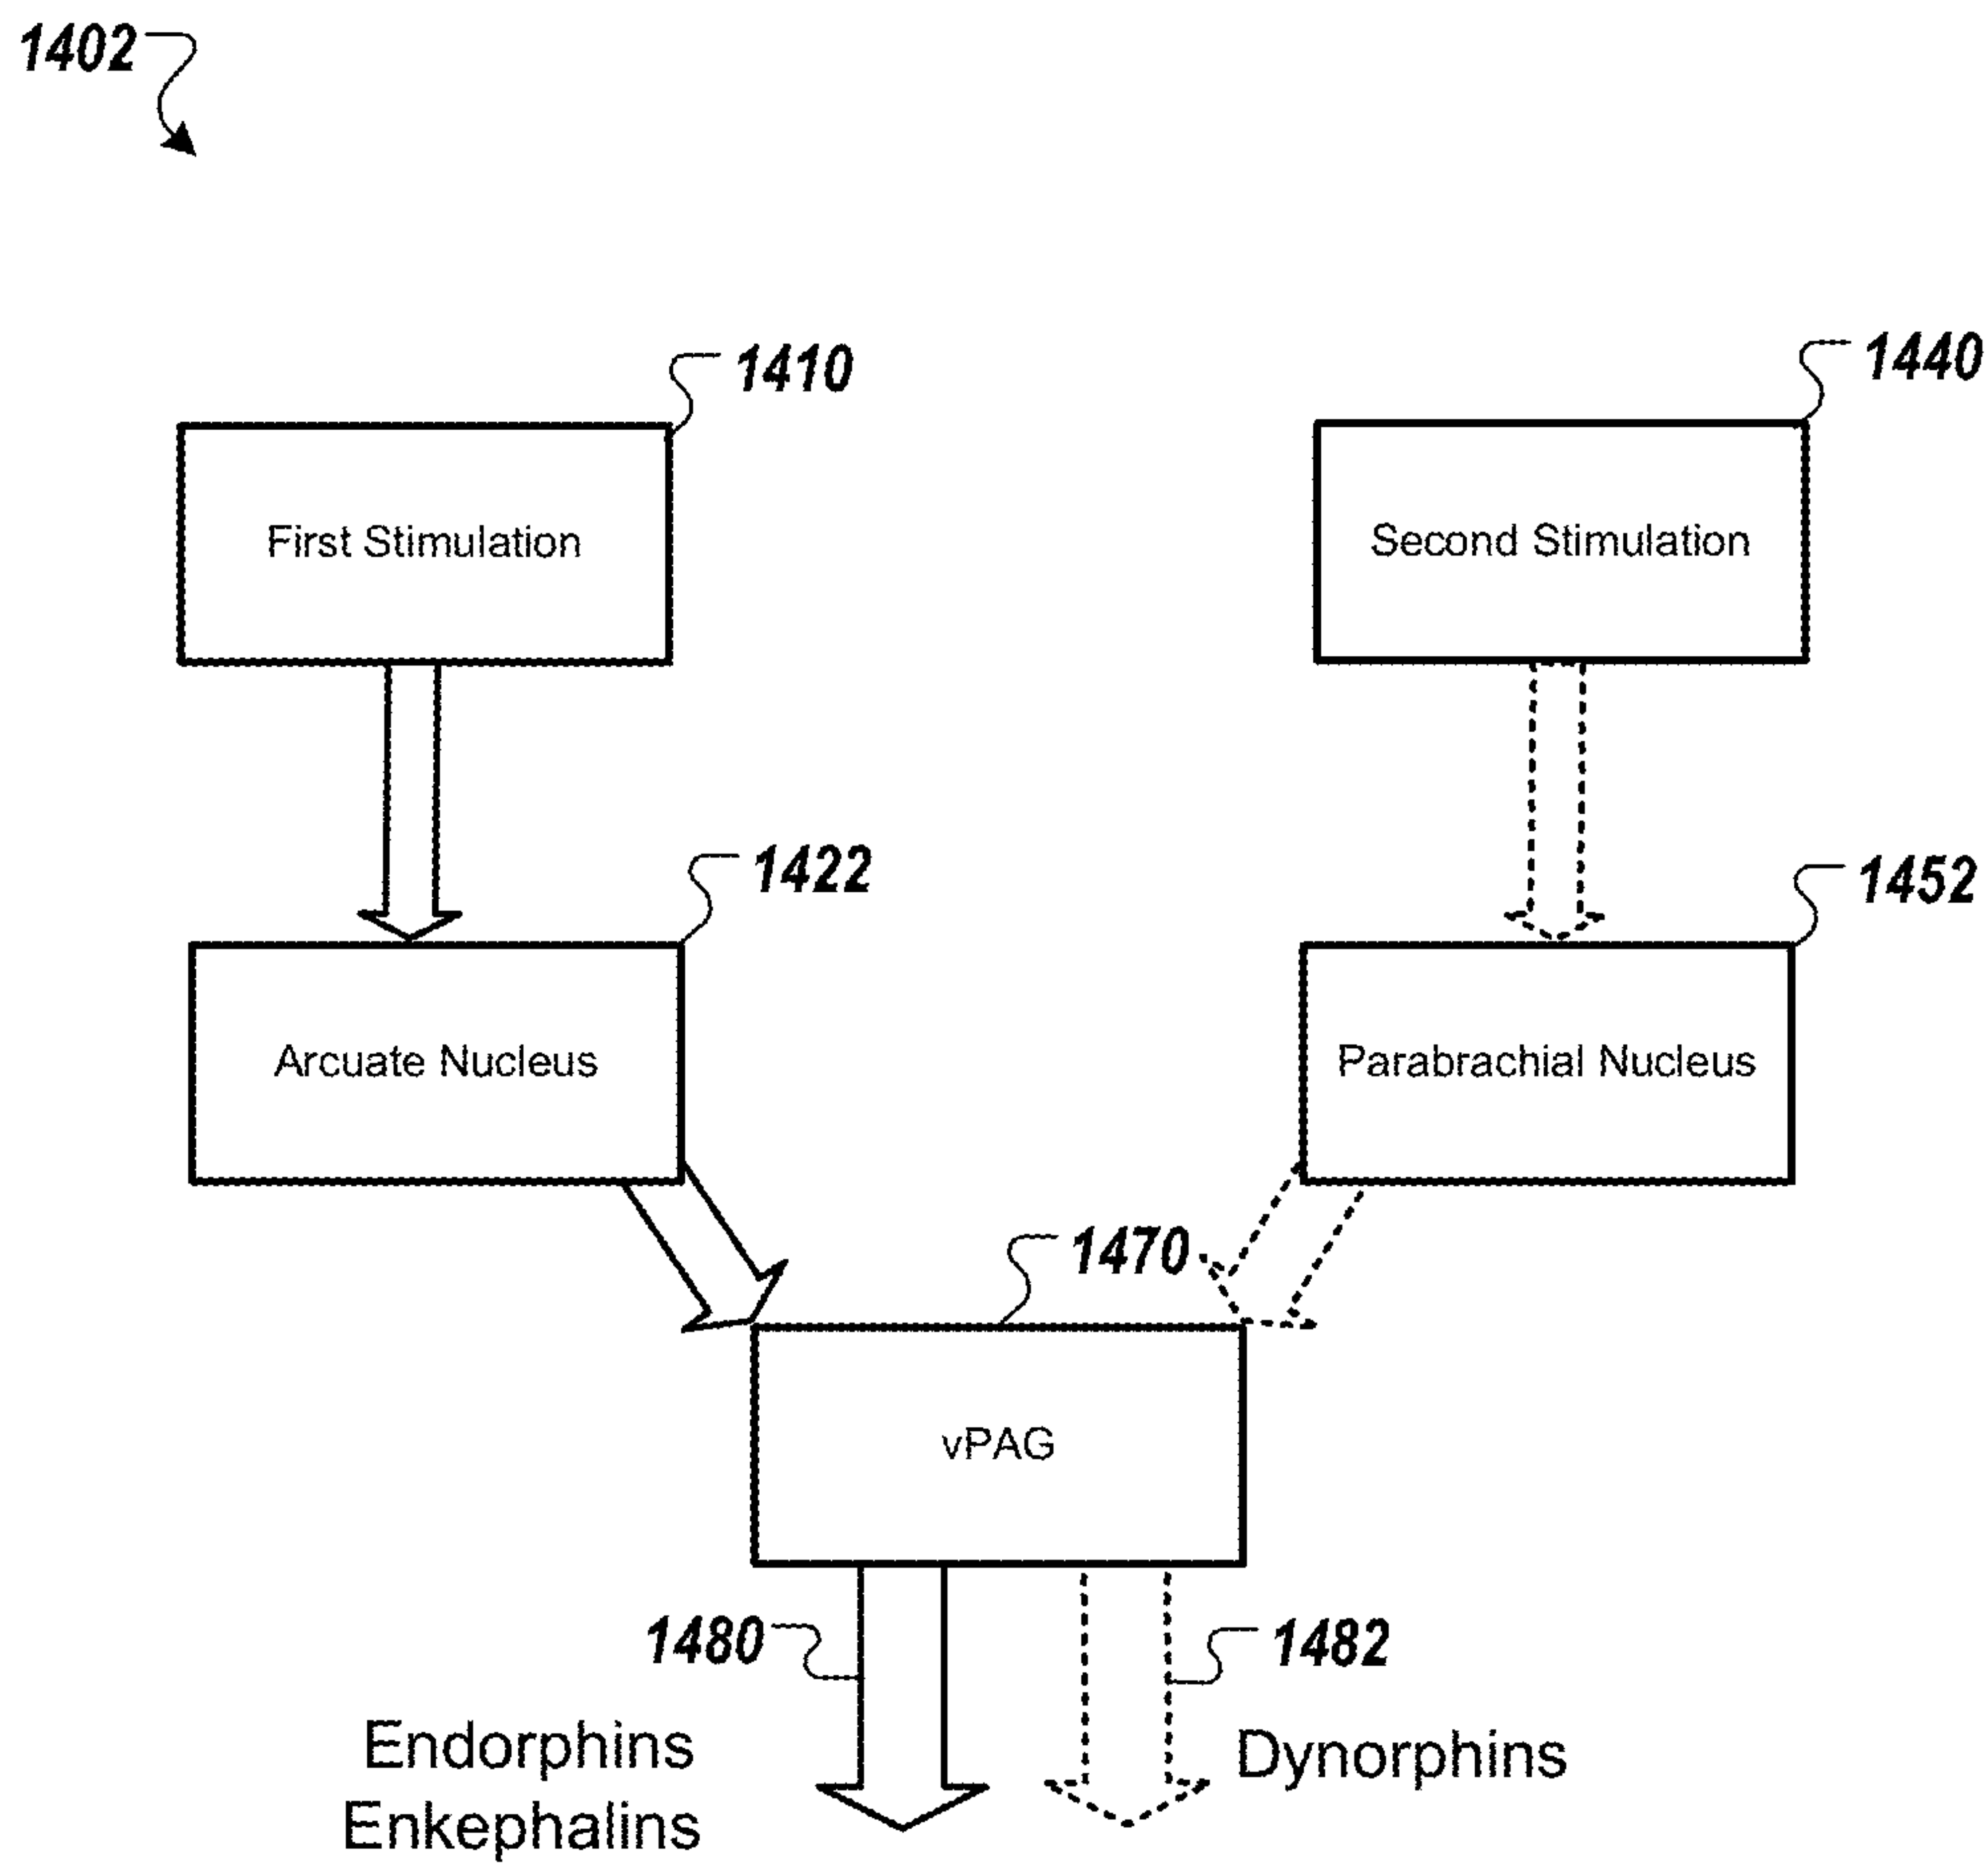 1402
1410
1440
First Stimulation
Second Stimulation
1422
1452
Arcuate Nucleus
Parabrachial Nucleus
1470
vPAG
1480
1482
Endorphins
Enkephalins
Dynorphins